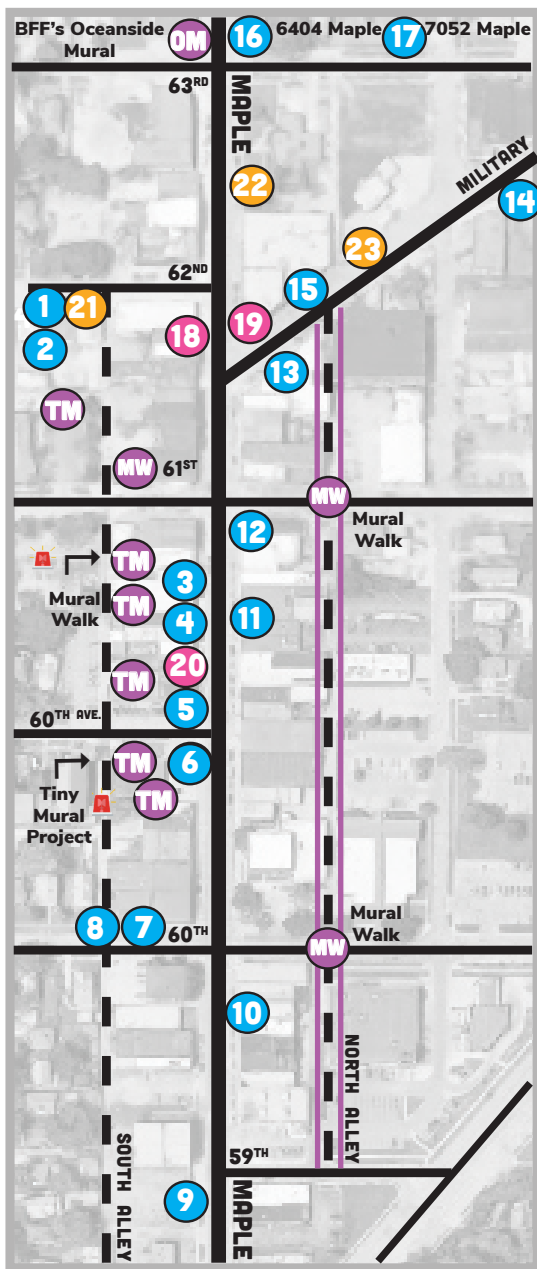 BFF's Oceanside
Mural
OM
16
6404 Maple
17
7052 Maple
63RD
MAPLE
MILITARY
22
14
23
62ND
1
21
15
2
18
19
13
TM
MW
61ST
MW
Mural
Walk
12
TM
3
Mural
Walk
TM
4
11
20
TM
5
60TH AVE.
TM
6
Tiny
Mural
Project
TM
Mural
Walk
8
7
60TH
MW
10
NORTH ALLEY
SOUTH ALLEY
59TH
9
MAPLE